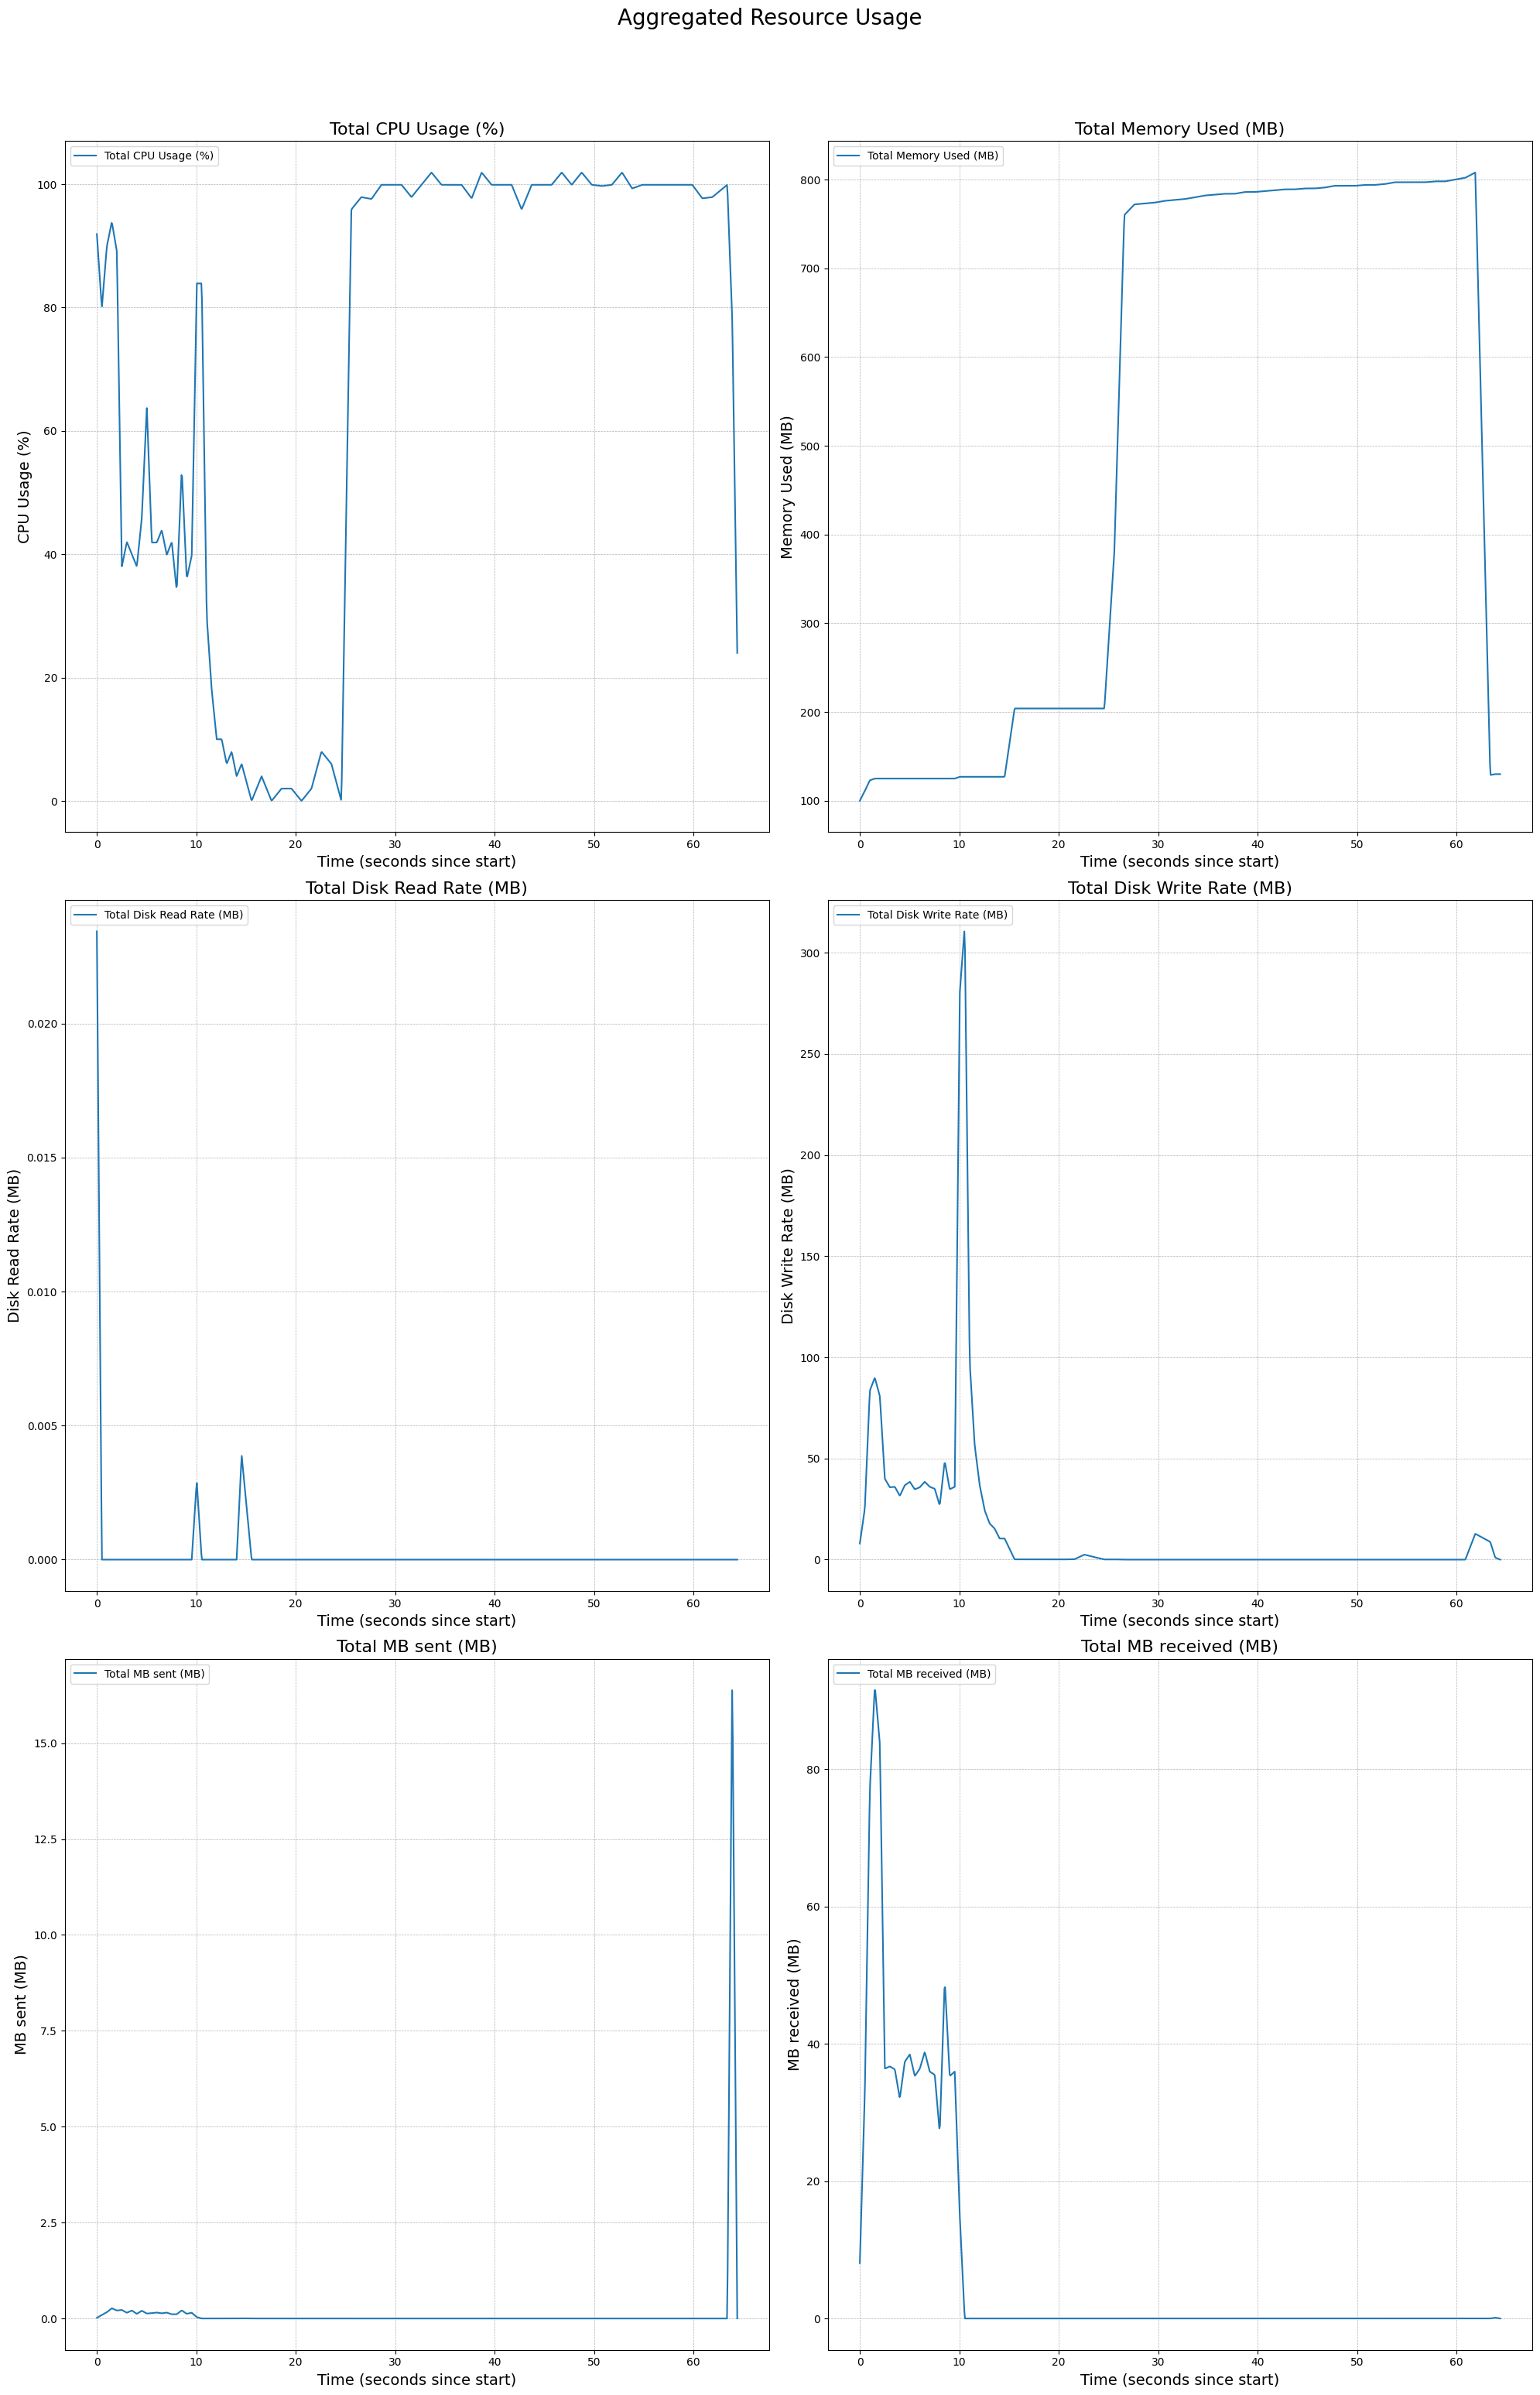 Aggregated Resource Usage
Total CPU Usage (%)
Total CPU Usage (%)
CPU Usage (%)
100
80
60
40
20
0
0 10 20 30 40 50 60
Time (seconds since start)
Total Memory Used (MB)
Total Memory Used (MB)
Memory Used (MB)
800
700
600
500
400
300
200
100
0 10 20 30 40 50 60
Time (seconds since start)
Total Disk Read Rate (MB)
Total Disk Read Rate (MB)
Disk Read Rate (MB)
0.020
0.015
0.010
0.005
0.000
0 10 20 30 40 50 60
Time (seconds since start)
Total Disk Write Rate (MB)
Total Disk Write Rate (MB)
Disk Write Rate (MB)
300
250
200
150
100
50
0
0 10 20 30 40 50 60
Time (seconds since start)
Total MB sent (MB)
Total MB sent (MB)
MB sent (MB)
15.0
12.5
10.0
7.5
5.0
2.5
0.0
0 10 20 30 40 50 60
Time (seconds since start)
Total MB received (MB)
Total MB received (MB)
MB received (MB)
80
60
40
20
0
0 10 20 30 40 50 60
Time (seconds since start)